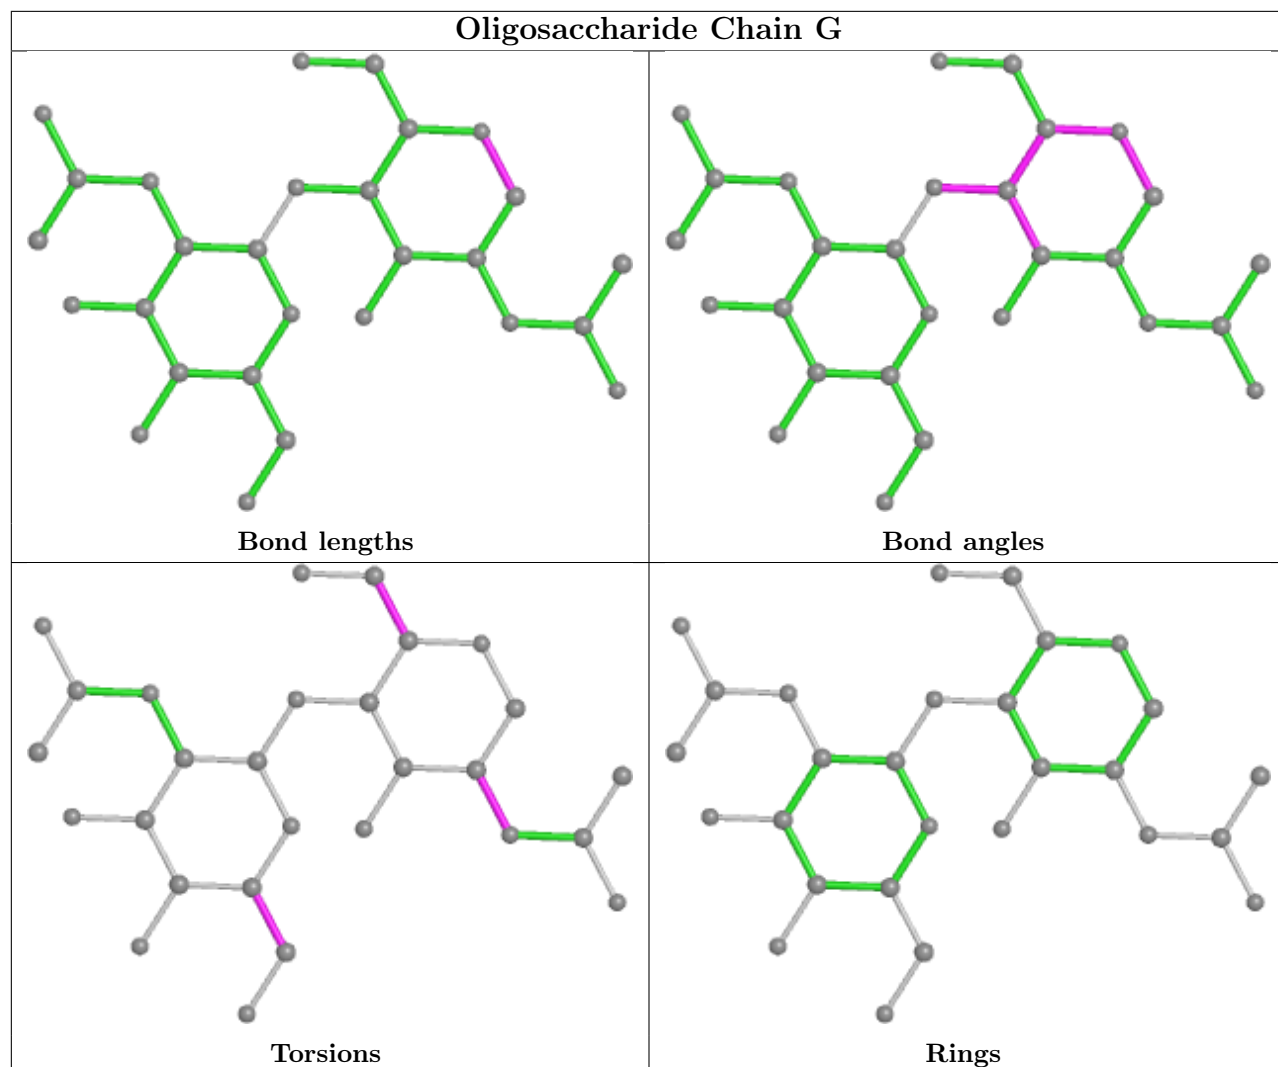 Oligosaccharide Chain G
Bond lengths
Bond angles
Torsions
Rings